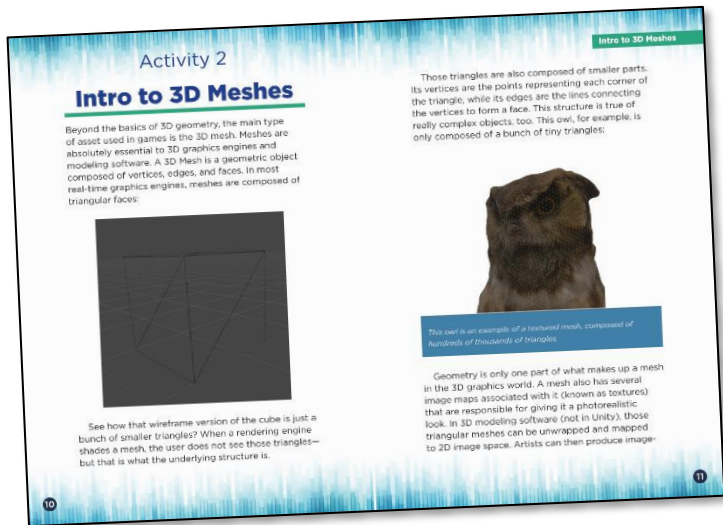 Activity 2
Intro to 3D Meshes
Beyond the basics of 3D geometry, the main type
of asset used in games is the 3D mesh. Meshes are
absolutely essential to 3D graphics engines and
modeling software. A 3D Mesh is a geometric object
composed of vertices, edges, and faces. In most
real-time graphics engines, meshes are composed of
triangular faces:
See how that wireframe version of the cube is just a
bunch of smaller triangles? When a rendering engine
shades a mesh, the user does not see those triangles—
but that is what the underlying structure is.
10
Intro to 3D Meshes
Those triangles are also composed of smaller parts.
Its vertices are the points representing each corner of
the triangle, while its edges are the lines connecting
the vertices to form a face. This structure is true of
really complex objects, too. This owl, for example, is
only composed of a bunch of tiny triangles:
This owl is an example of a textured mesh, composed of
hundreds of thousands of triangles.
Geometry is only one part of what makes up a mesh
in the 3D graphics world. A mesh also has several
image maps associated with it (known as textures)
that are responsible for giving it a photorealistic
look. In 3D modeling software (not in Unity), those
triangular meshes can be unwrapped and mapped
to 2D image space. Artists can then produce image-
11